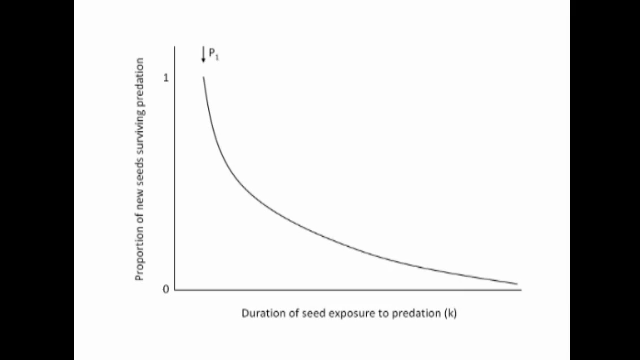 P1
Proportion of new seeds surviving predation
1
0
Duration of seed exposure to predation (k)